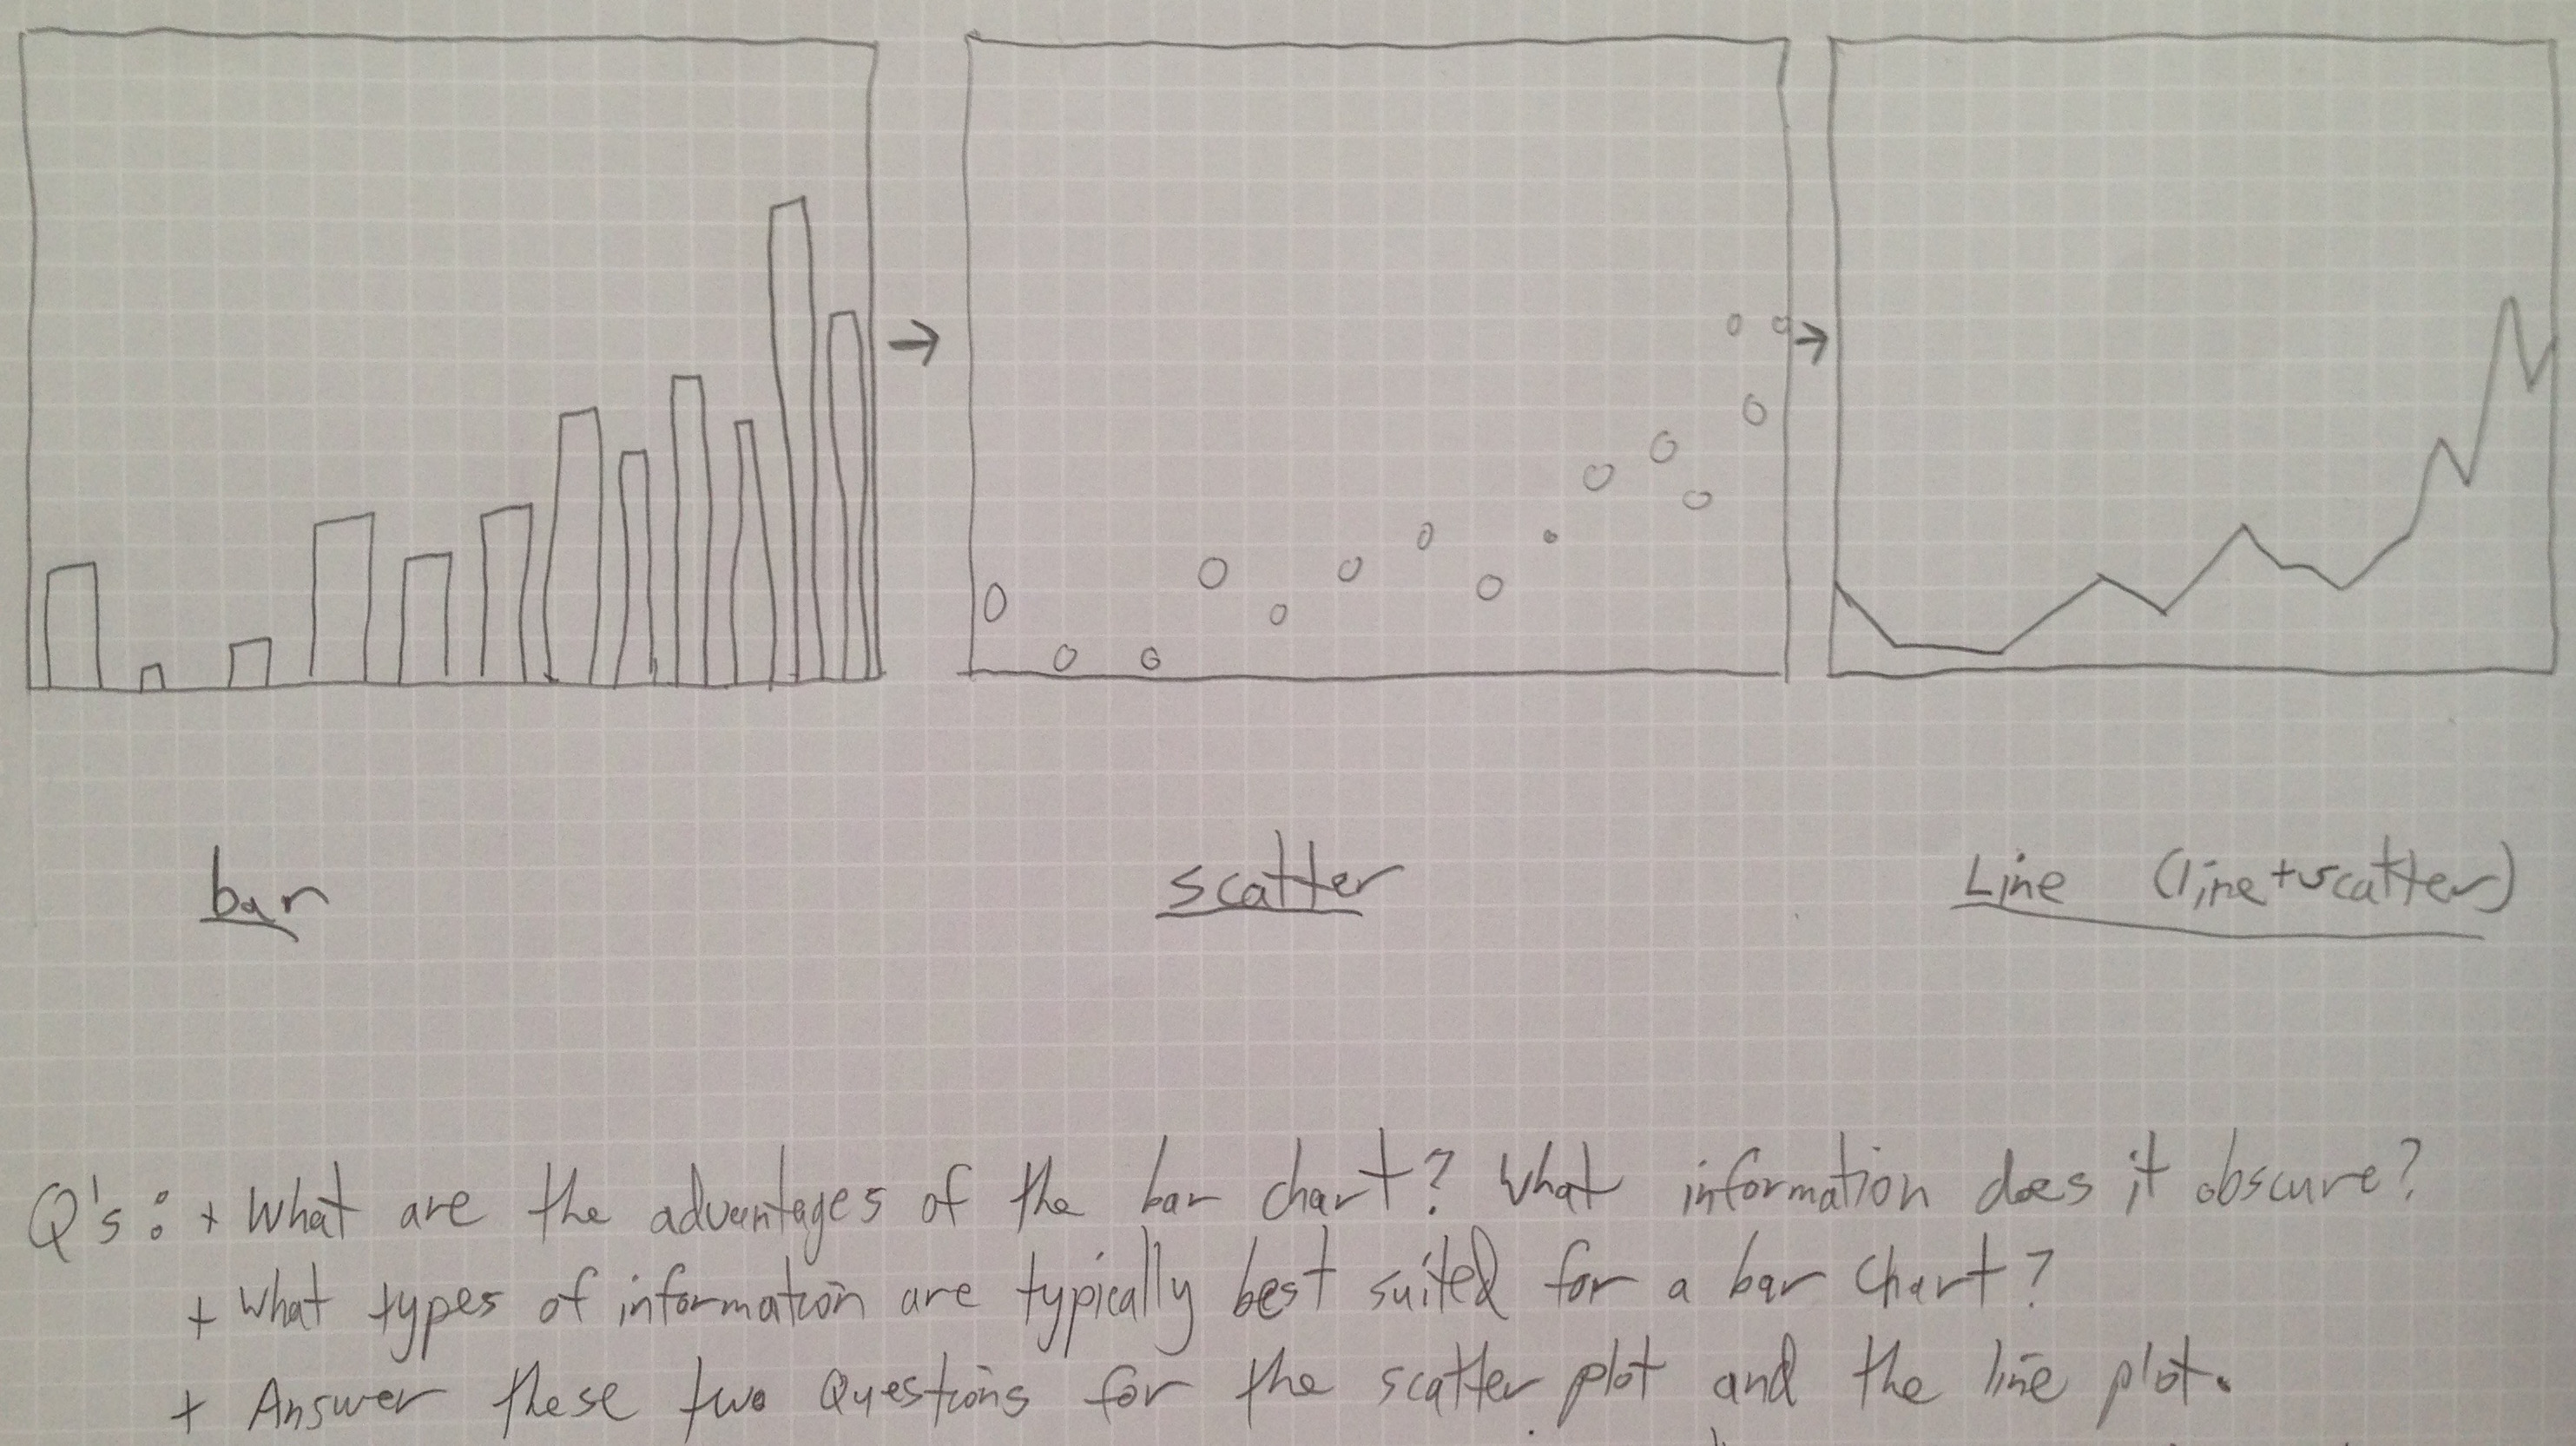 bar
scatter
Line (line+scatter)
Q's: + What are the advantages of the bar chart? What information does it obscure?
+ What types of information are typically best suited for a bar chart?
+ Answer these two Questions for the scatter plot and the line plot.